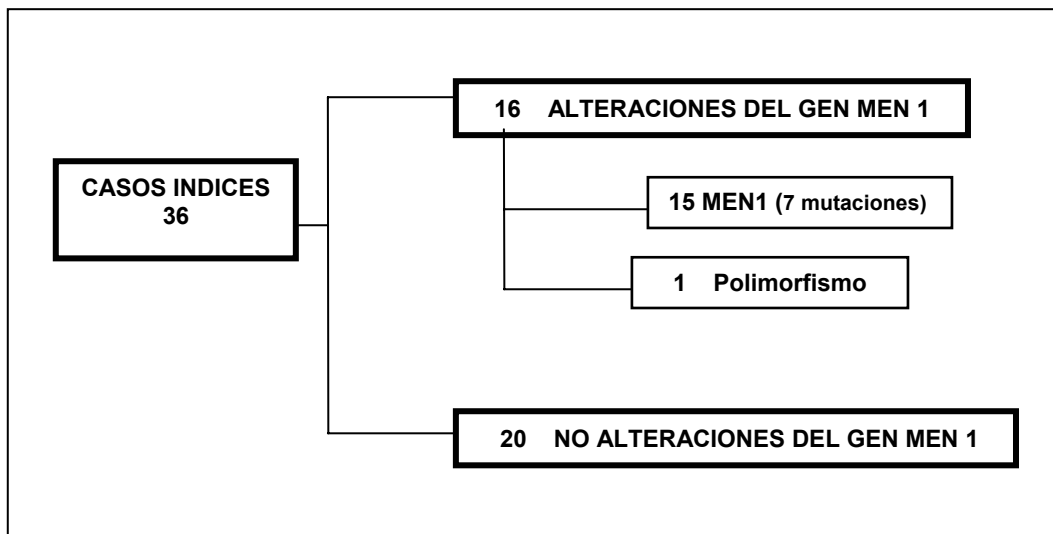 16 ALTERACIONES DEL GEN MEN 1
CASOS INDICES
36
15 MEN1 (7 mutaciones)
1 Polimorfismo
20 NO ALTERACIONES DEL GEN MEN 1